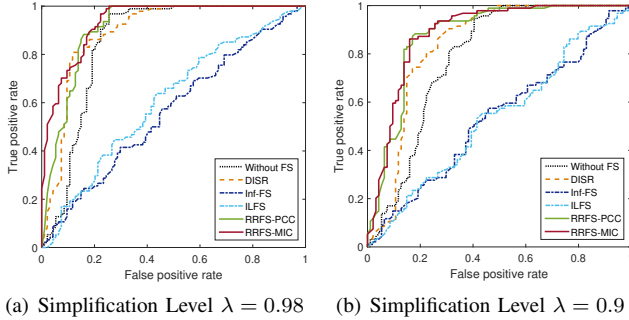 1
0.8
0.6
0.4
0.2
0
True positive rate
0
0.2
0.4
0.6
0.8
1
False positive rate
Without FS
DISR
Inf-FS
ILFS
RRFS-PCC
RRFS-MIC
(a) Simplification Level λ = 0.98
1
0.8
0.6
0.4
0.2
0
True positive rate
0
0.2
0.4
0.6
0.8
False positive rate
Without FS
DISR
Inf-FS
ILFS
RRFS-PCC
RRFS-MIC
(b) Simplification Level λ = 0.9